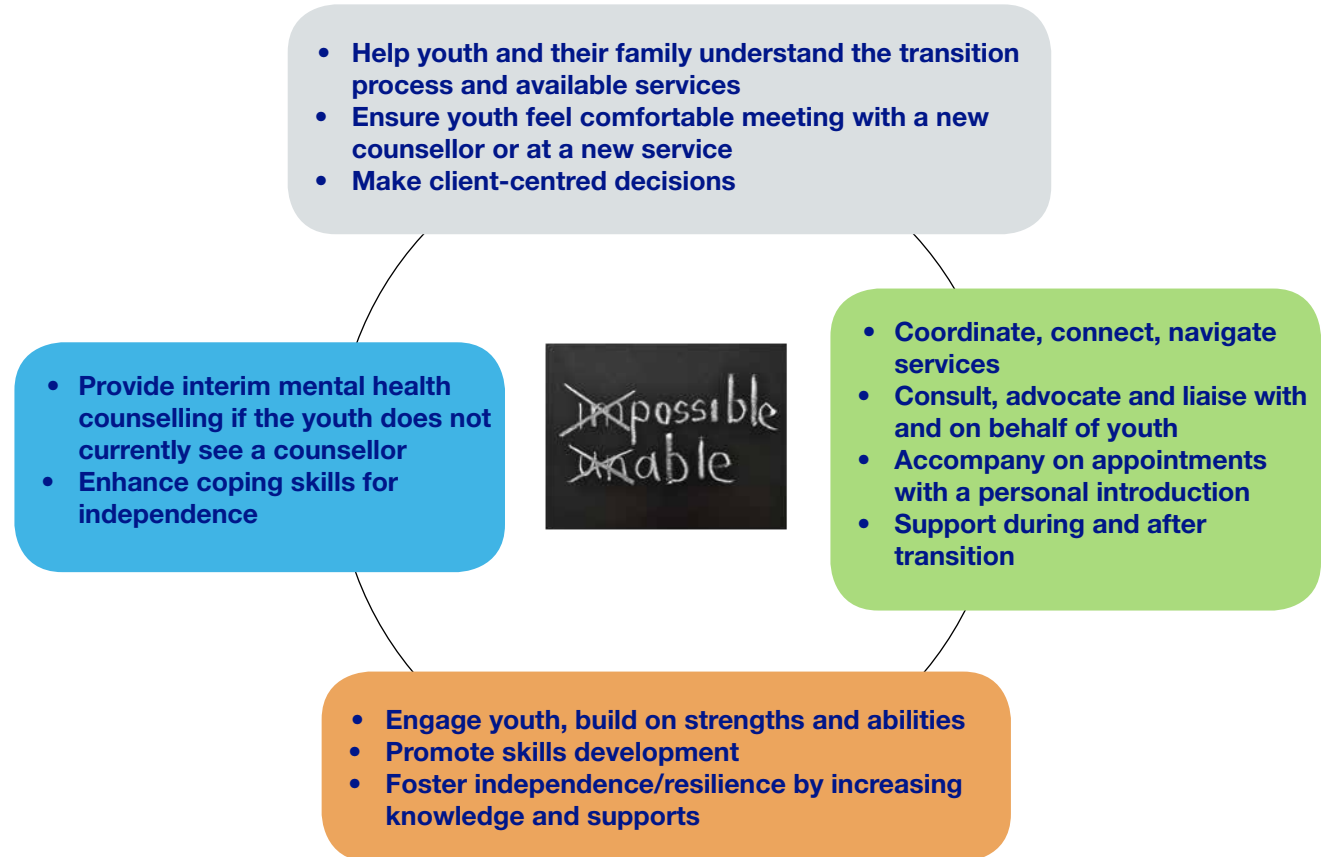 • Help youth and their family understand the transition
process and available services
• Ensure youth feel comfortable meeting with a new
counsellor or at a new service
• Make client-centred decisions
• Provide interim mental health
counselling if the youth does not
currently see a counsellor
• Enhance coping skills for
independence
impossible
unable
• Coordinate, connect, navigate
services
• Consult, advocate and liaise with
and on behalf of youth
• Accompany on appointments
with a personal introduction
• Support during and after
transition
• Engage youth, build on strengths and abilities
• Promote skills development
• Foster independence/resilience by increasing
knowledge and supports